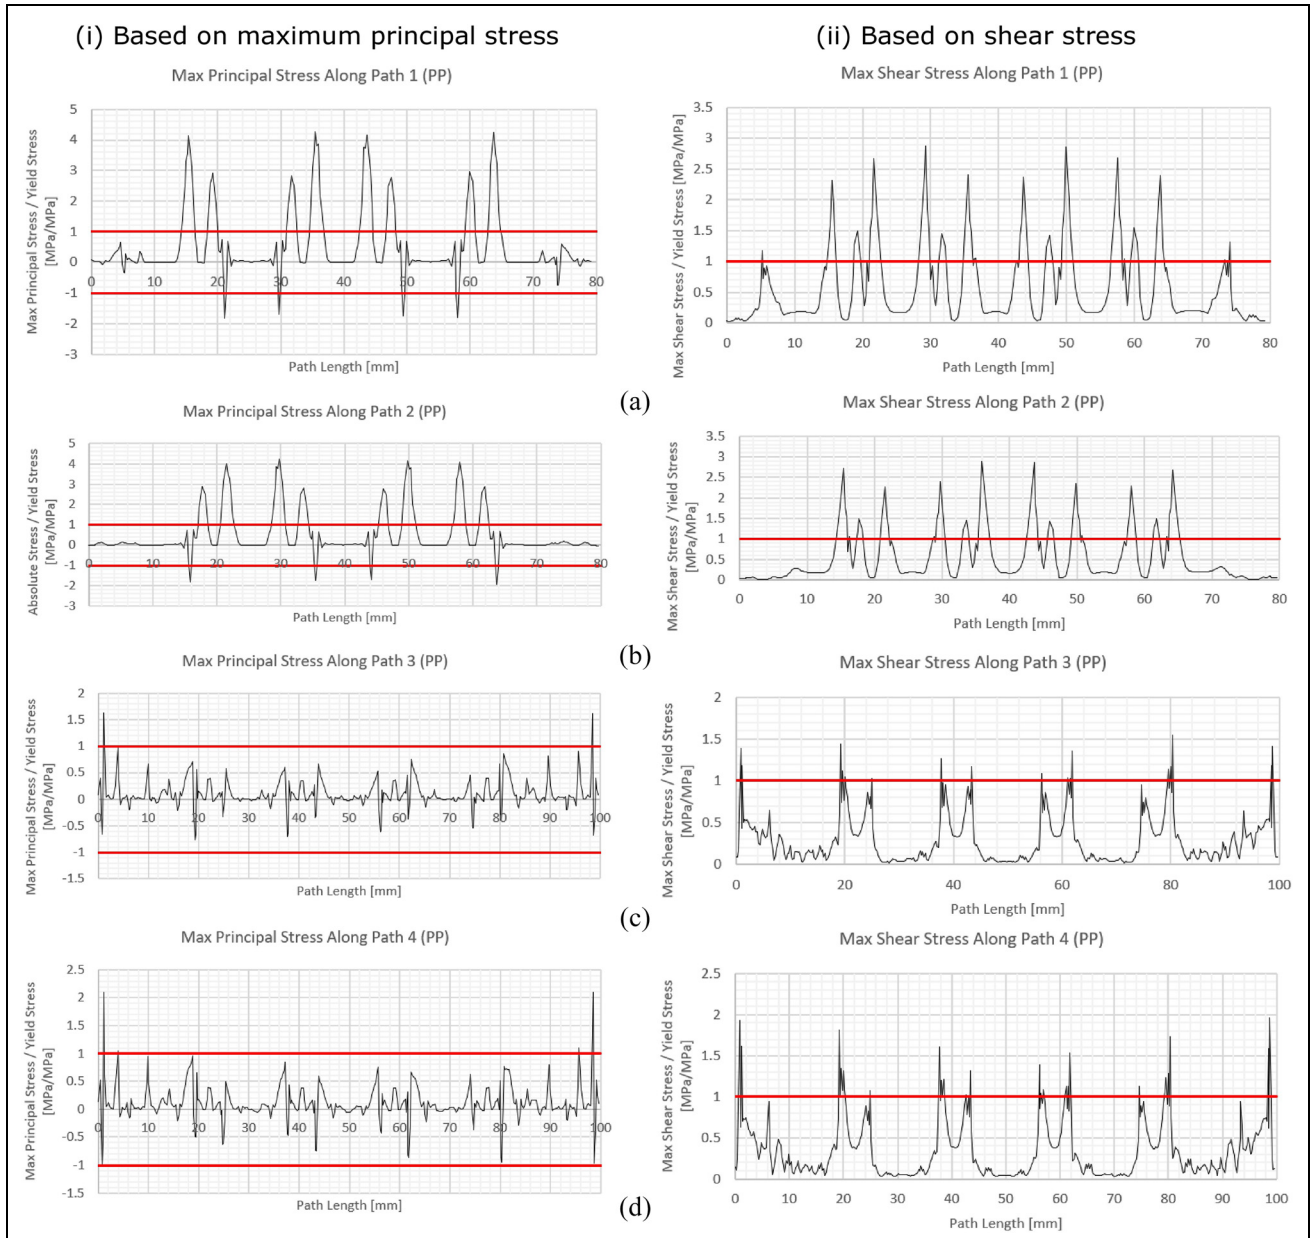 (i) Based on maximum principal stress
(ii) Based on shear stress
Max Principal Stress Along Path 1 (PP)
Max Principal Stress / Yield Stress
[MPa/MPa]
5
4
3
2
1
0
-1
-2
-3
0 10 20 30 40 50 60 70 80
Path Length [mm]
Max Shear Stress Along Path 1 (PP)
Max Shear Stress / Yield Stress [MPa/MPa]
3.5
3
2.5
2
1.5
1
0.5
0
0 10 20 30 40 50 60 70 80
Path Length [mm]
(a)
Max Principal Stress Along Path 2 (PP)
Absolute Stress / Yield Stress
[MPa/MPa]
5
4
3
2
1
0
-1
-2
-3
0 10 20 30 40 50 60 70 80
Path Length [mm]
Max Shear Stress Along Path 2 (PP)
Max Shear Stress / Yield Stress
[MPa/MPa]
3.5
3
2.5
2
1.5
1
0.5
0
0 10 20 30 40 50 60 70 80
Path Length [mm]
(b)
Max Principal Stress Along Path 3 (PP)
Max Principal Stress / Yield Stress
[MPa/MPa]
2
1.5
1
0.5
0
-0.5
-1
-1.5
0 10 20 30 40 50 60 70 80 90 100
Path Length [mm]
Max Shear Stress Along Path 3 (PP)
Max Shear Stress / Yield Stress
[MPa/MPa]
2
1.5
1
0.5
0
0 20 40 60 80 100
Path Length [mm]
(c)
Max Principal Stress Along Path 4 (PP)
Max Principal Stress / Yield Stress
[MPa/MPa]
2.5
2
1.5
1
0.5
0
-0.5
-1
-1.5
0 10 20 30 40 50 60 70 80 90 100
Path Length [mm]
Max Shear Stress Along Path 4 (PP)
Max Shear Stress / Yield Stress
[MPa/MPa]
2.5
2
1.5
1
0.5
0
0 10 20 30 40 50 60 70 80 90 100
Path Length [mm]
(d)